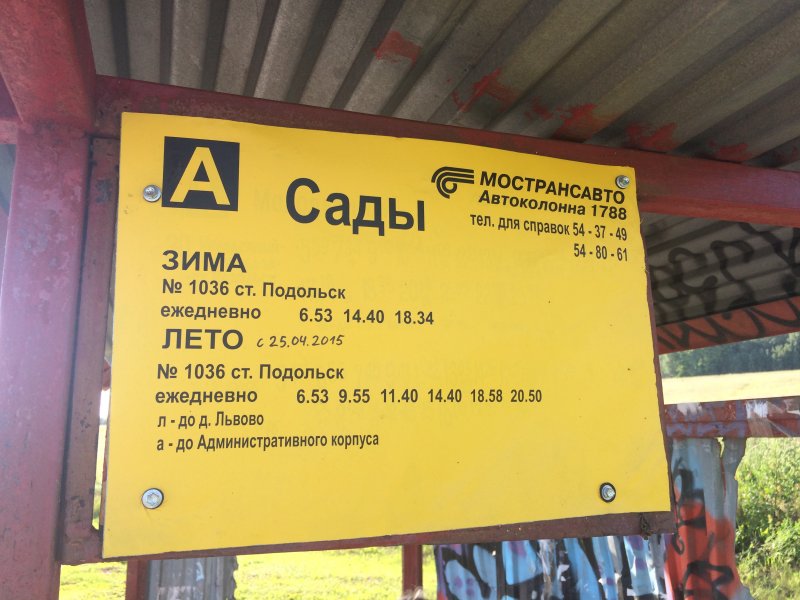 А
Сады
МОСТРАНСАВТО
Автоколонна 1788
тел. для справок 54 - 37 - 49
54 - 80 - 61
ЗИМА
№ 1036 ст. Подольск
ежедневно 6.53 14.40 18.34
ЛЕТО с 25.04.2015
№ 1036 ст. Подольск
ежедневно 6.53 9.55 11.40 14.40 18.58 20.50
л - до д. Львово
а - до Административного корпуса